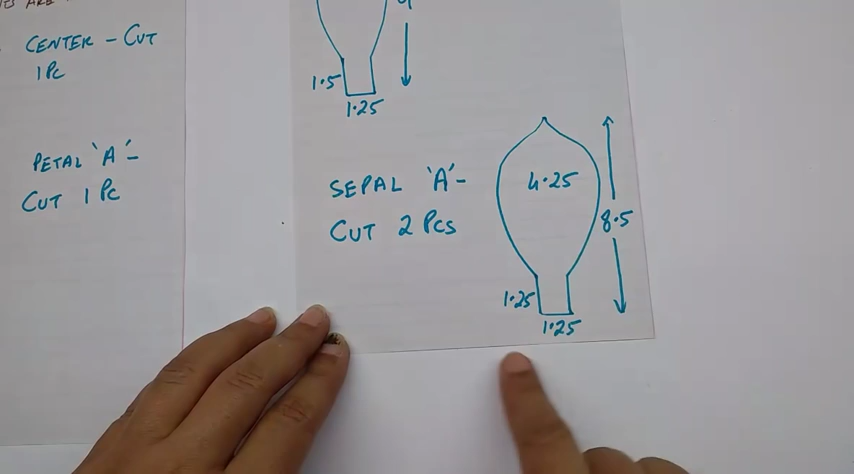 CENTER - CUT
1 PC
PETAL 'A' -
CUT 1 PC
1.5
1.25
SEPAL 'A' -
CUT 2 PCS
4.25
8.5
1.25
1.25